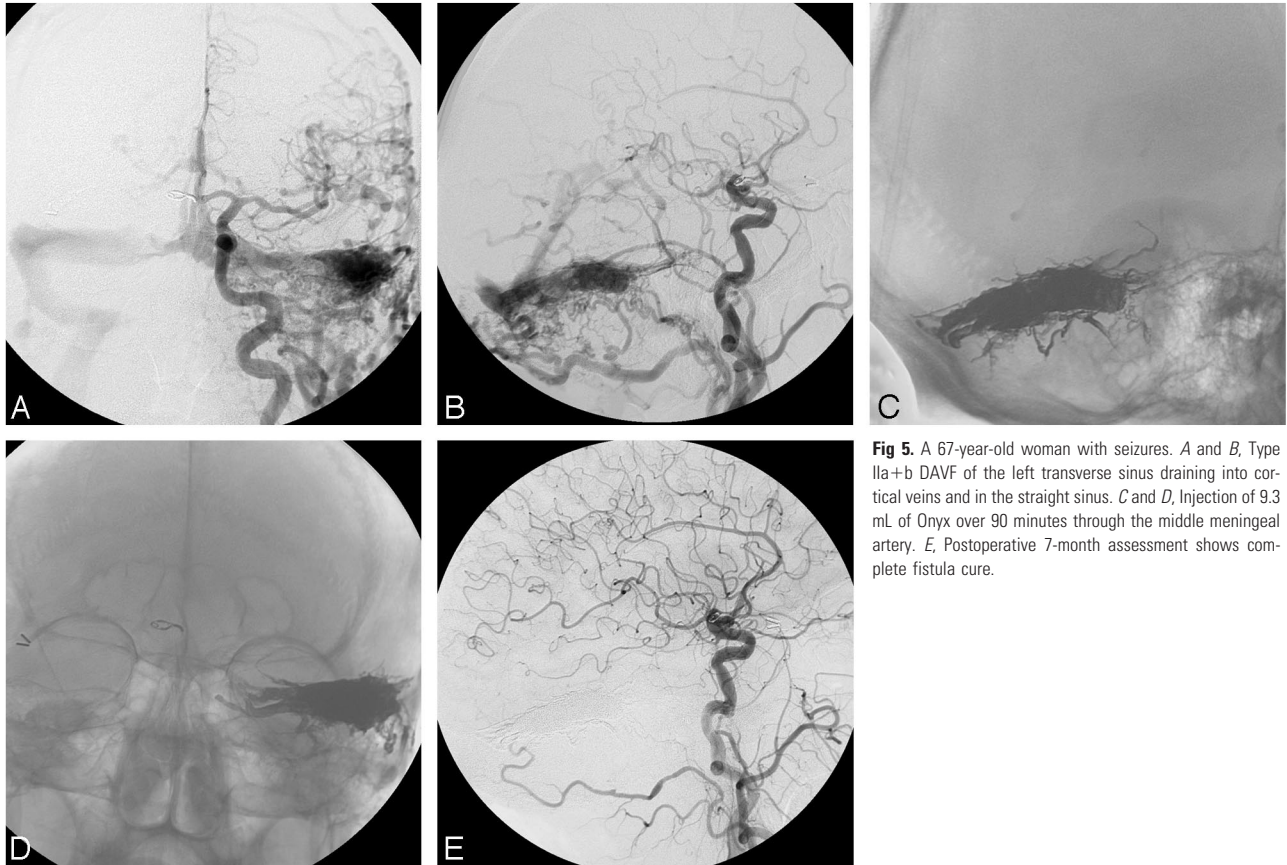 A
B
C
D
E
Fig 5. A 67-year-old woman with seizures. A and B, Type
IIa+b DAVF of the left transverse sinus draining into cor-
tical veins and in the straight sinus. C and D, Injection of 9.3
mL of Onyx over 90 minutes through the middle meningeal
artery. E, Postoperative 7-month assessment shows com-
plete fistula cure.